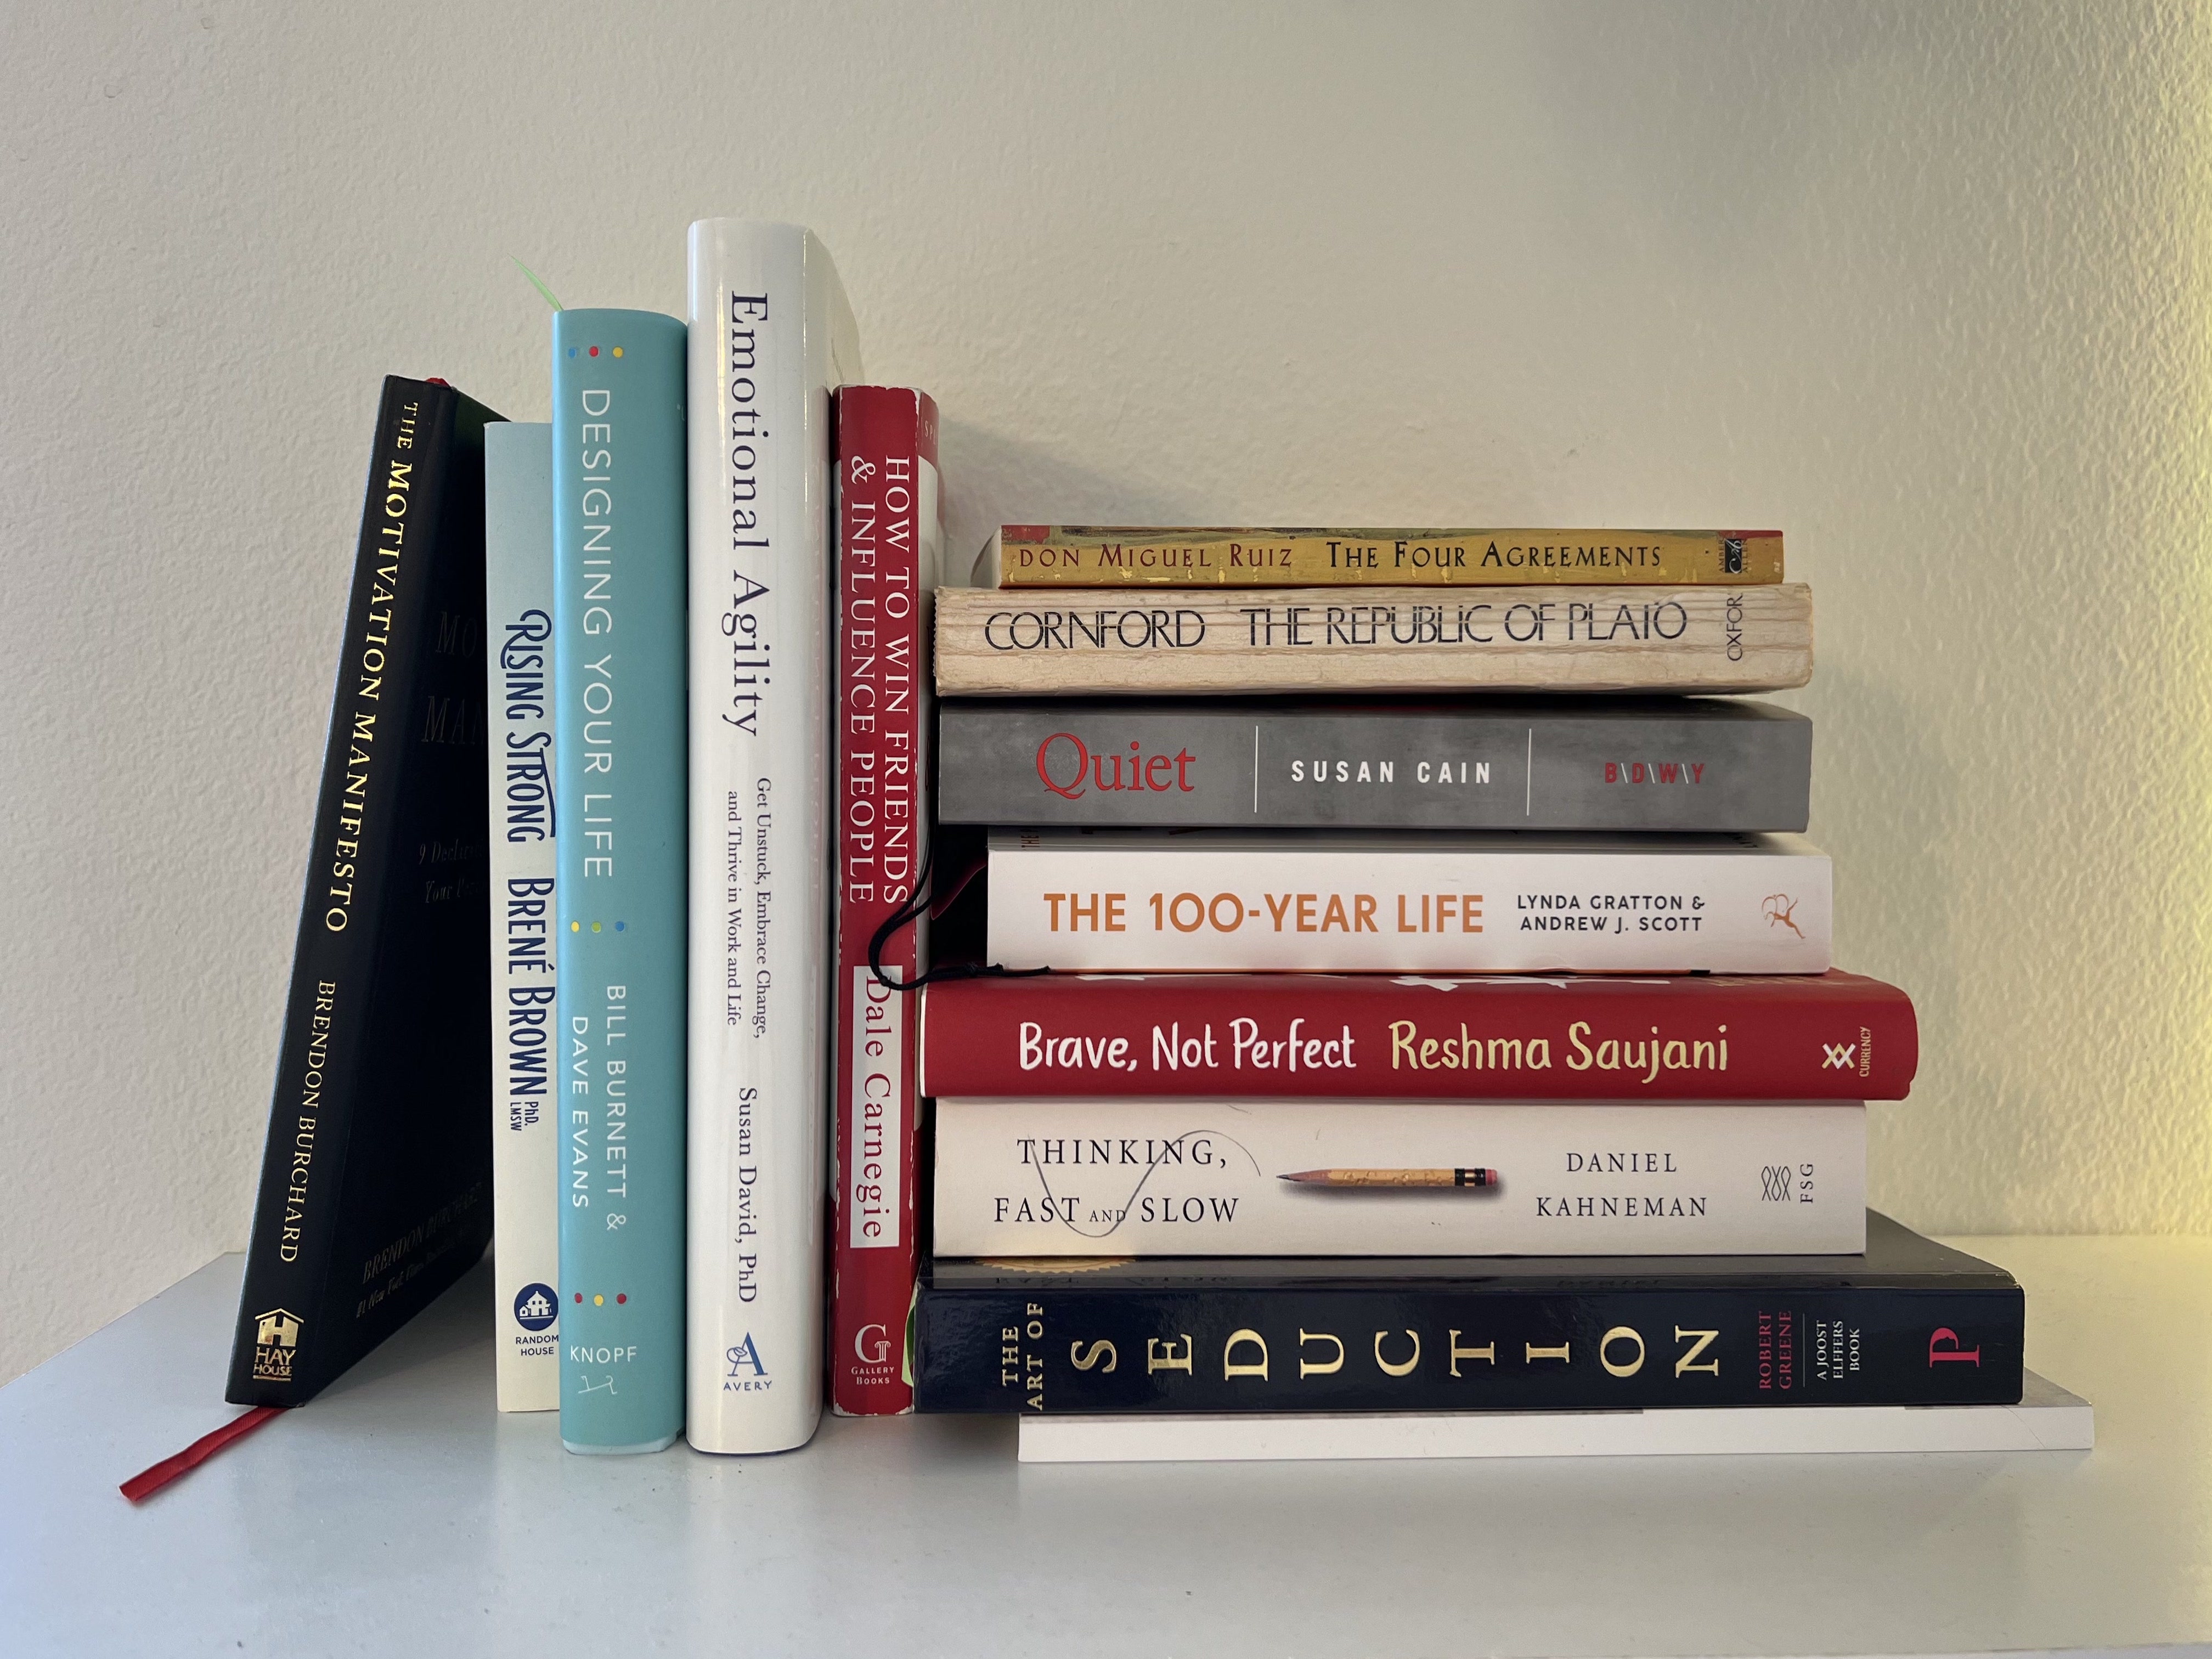 THE MOTIVATION MANIFESTO
BRENDON BURCHARD
HAY
HOUSE
RISING STRONG
BRENÉ BROWN
PhD.
LMSW
RANDOM
HOUSE
DESIGNING YOUR LIFE
BILL BURNETT &
DAVE EVANS
KNOPF
Emotional Agility
Get Unstuck, Embrace Change,
and Thrive in Work and Life
Susan David, PhD
A
AVERY
HOW TO WIN FRIENDS
& INFLUENCE PEOPLE
Dale Carnegie
G
GALLERY
BOOKS
DON MIGUEL RUIZ THE FOUR AGREEMENTS
AMBER
ALLEN
CORNFORD THE REPUBLIC OF PLATO
OXFOR
Quiet
SUSAN CAIN
B\D\W\Y
THE 100-YEAR LIFE
LYNDA GRATTON &
ANDREW J. SCOTT
Brave, Not Perfect Reshma Saujani
CURRENCY
THINKING,
FAST AND SLOW
DANIEL
KAHNEMAN
FSG
THE
ART OF
SEDUCTION
ROBERT
GREENE
A JOOST
ELFFERS
BOOK
P